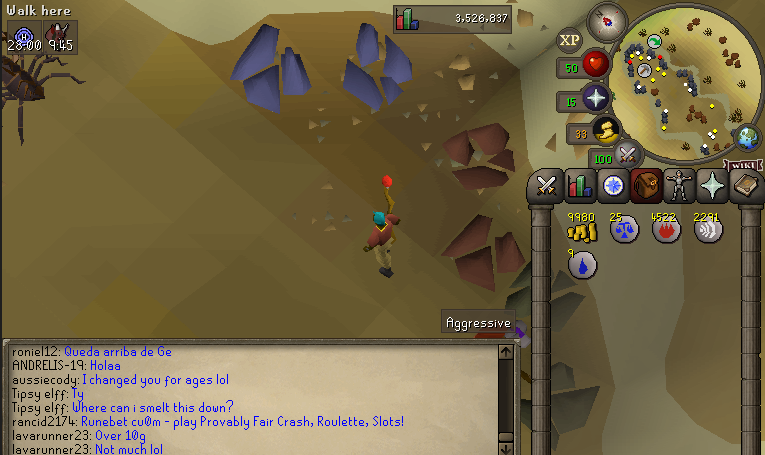 Walk here
28:00 9:45
3,526,837
XP
50
15
33
100
WIKI
9980 25 4522 2291
9
Aggressive
roniel12: Queda arriba de Ge
ANDRELIS-19: Holaa
aussiecody: I changed you for ages lol
Tipsy elff: Ty
Tipsy elff: Where can i smelt this down?
rancid2174: Runebet cu0m - play Provably Fair Crash, Roulette, Slots!
lavarunner23: Over 10g
lavarunner23: Not much lol